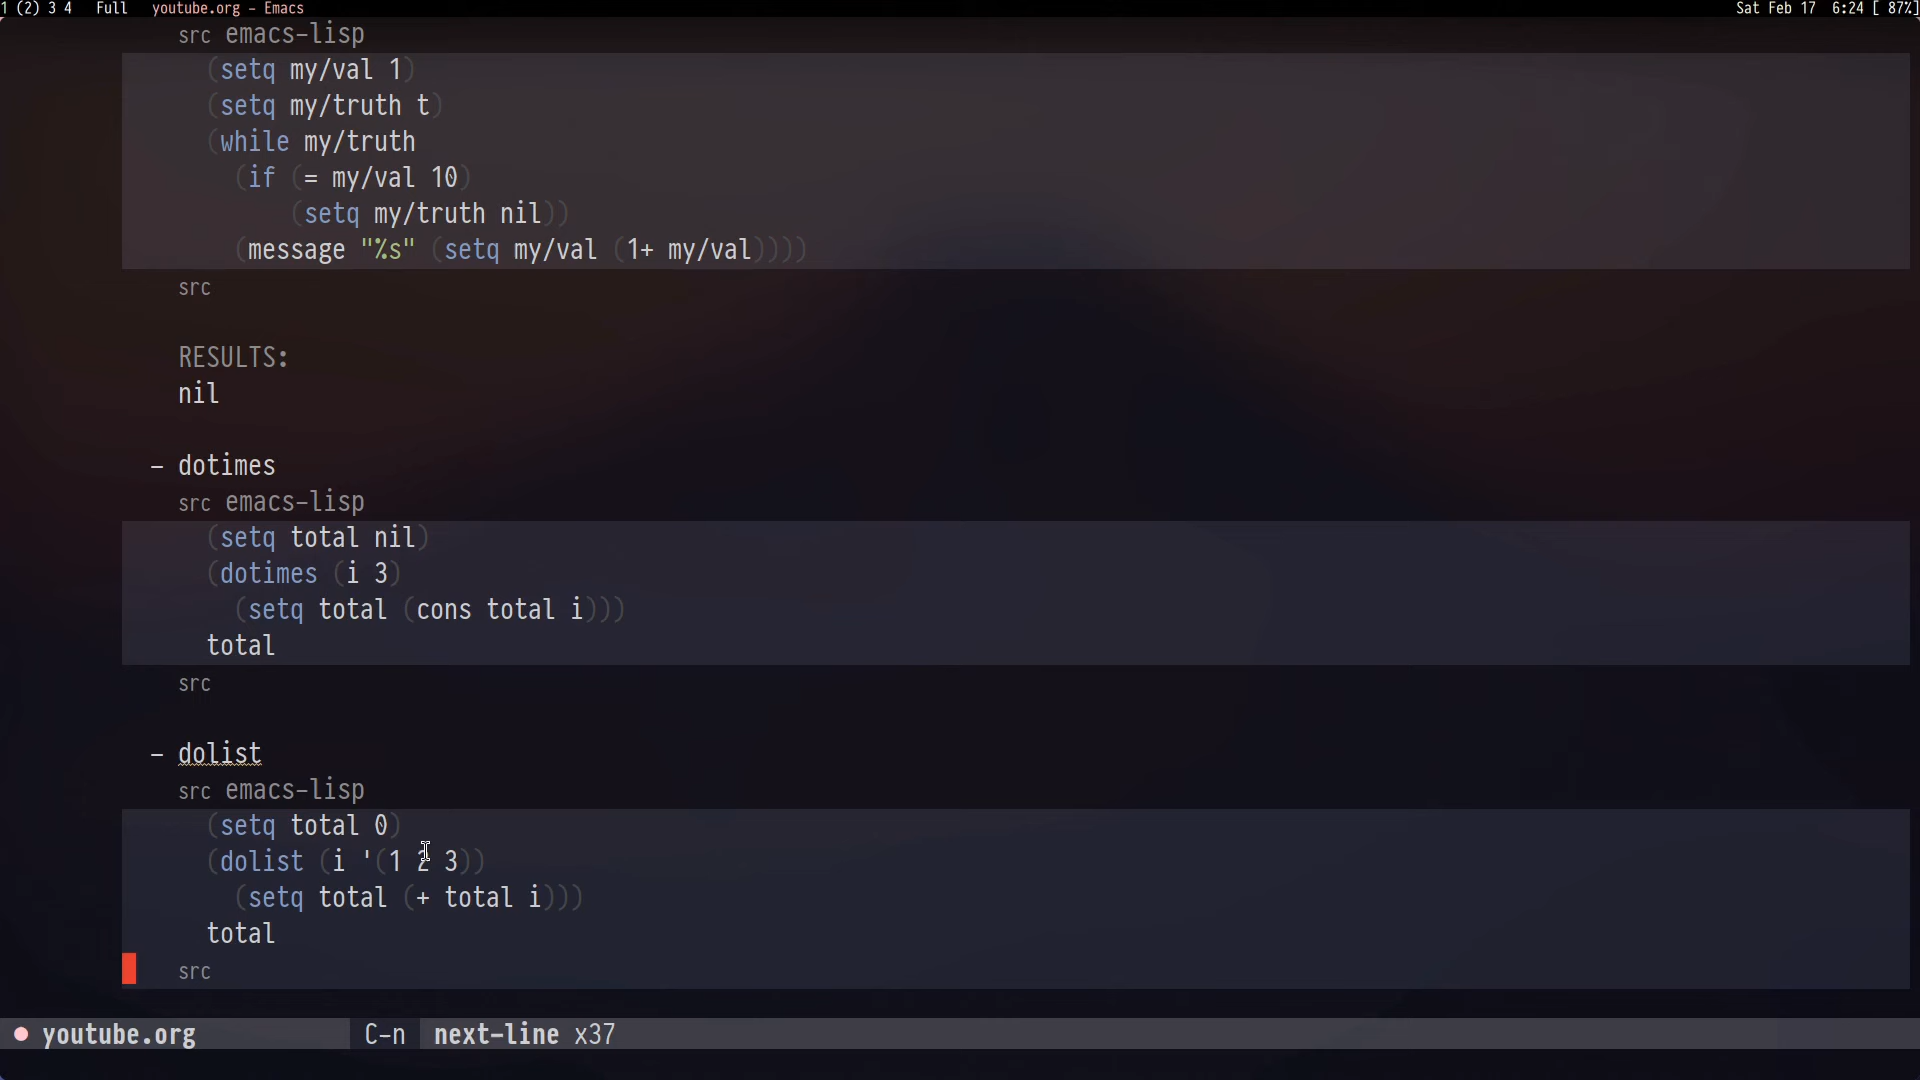 1 (2) 3 4 Full youtube.org – Emacs Sat Feb 17 6:24 [ 87%]
src emacs-lisp
(setq my/val 1)
(setq my/truth t)
(while my/truth
(if (= my/val 10)
(setq my/truth nil))
(message "%s" (setq my/val (1+ my/val))))
src
RESULTS:
nil
– dotimes
src emacs-lisp
(setq total nil)
(dotimes (i 3)
(setq total (cons total i)))
total
src
– dolist
src emacs-lisp
(setq total 0)
(dolist (i '(1 2 3))
(setq total (+ total i)))
total
src
youtube.org C-n next-line x37